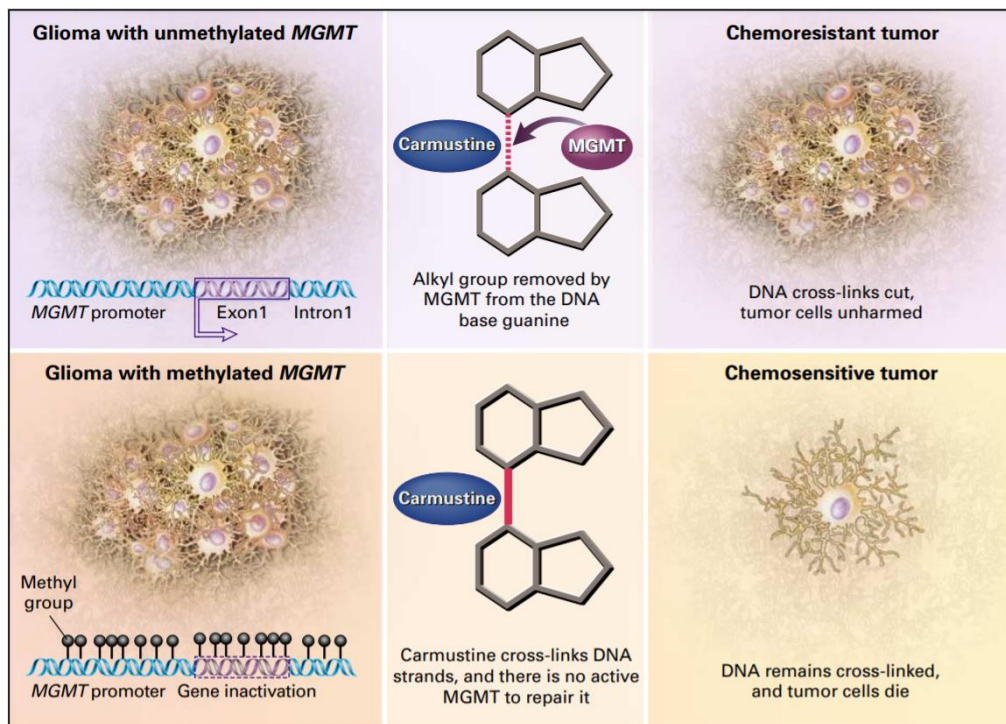 Glioma with unmethylated MGMT
MGMT promoter
Exon1
Intron1
Carmustine
MGMT
Alkyl group removed by
MGMT from the DNA
base guanine
Chemoresistant tumor
DNA cross-links cut,
tumor cells unharmed
Glioma with methylated MGMT
Methyl
group
MGMT promoter
Gene inactivation
Carmustine
Carmustine cross-links DNA
strands, and there is no active
MGMT to repair it
Chemosensitive tumor
DNA remains cross-linked,
and tumor cells die